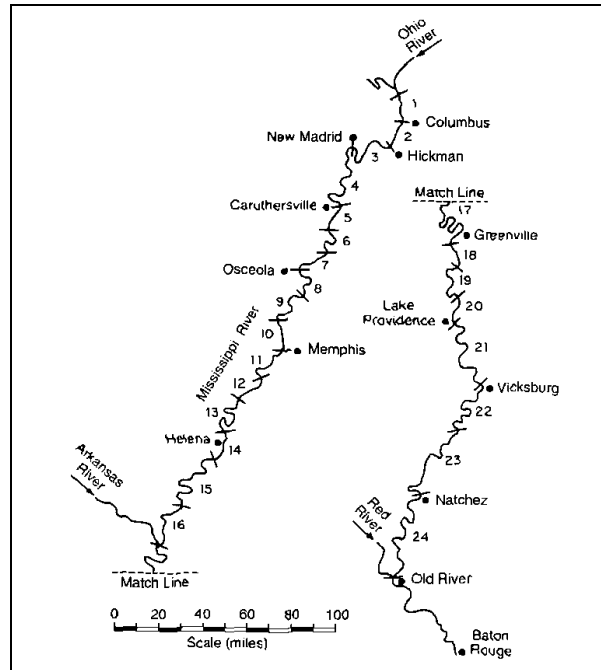 Ohio
River
1
Columbus
2
New Madrid
3
Hickman
4
Caruthersville
5
6
7
Osceola
8
9
10
Mississippi River
Memphis
11
12
13
Helena
14
15
Arkansas
River
16
Match Line
Match Line
17
Greenville
18
19
20
Lake
Providence
21
Vicksburg
22
23
Natchez
Red
River
24
Old River
Baton
Rouge
0 20 40 60 80 100
Scale (miles)